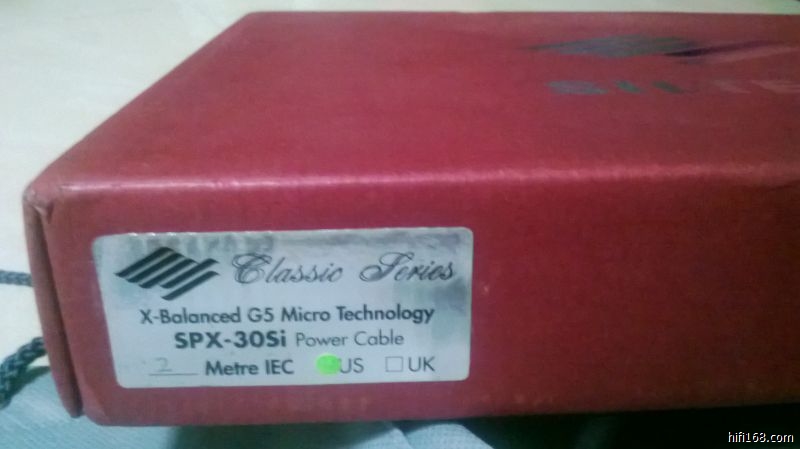 Classic Series
X-Balanced G5 Micro Technology
SPX-30Si Power Cable
2 Metre IEC US UK
hifi168.com